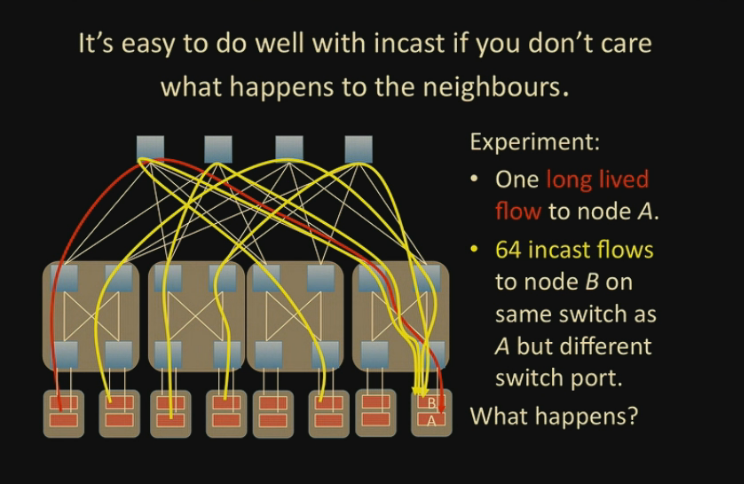 It's easy to do well with incast if you don't care
what happens to the neighbours.
Experiment:
• One long lived
flow to node A.
• 64 incast flows
to node B on
same switch as
A but different
switch port.
What happens?
B
A